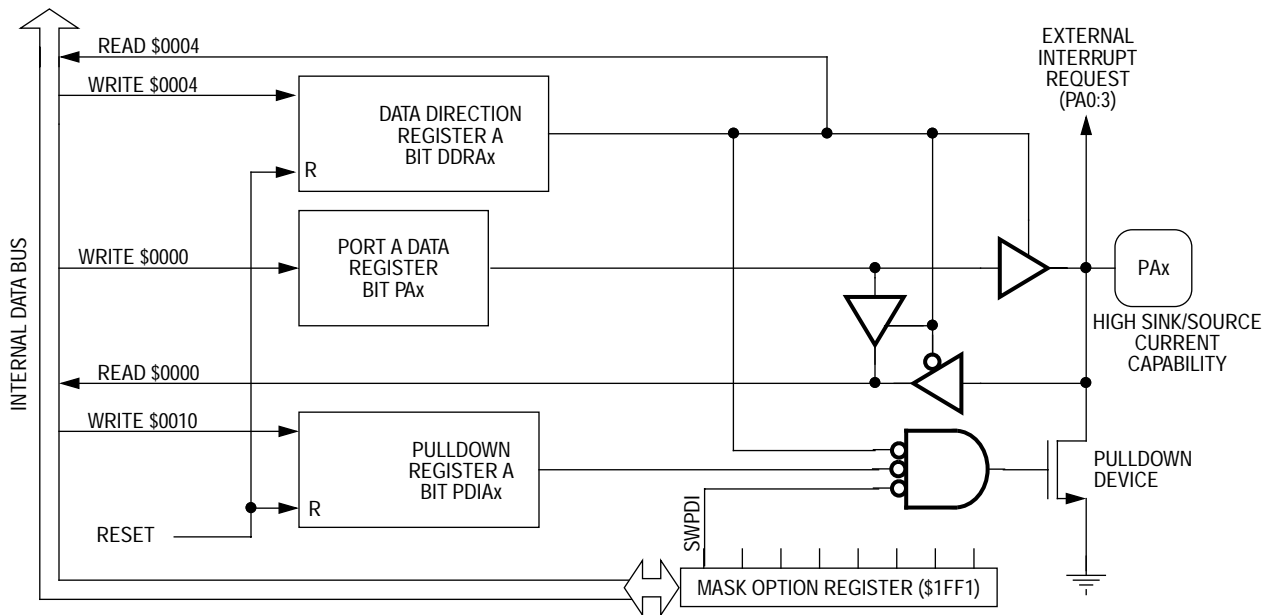 READ $0004
WRITE $0004
DATA DIRECTION
REGISTER A
BIT DDRAx
R
EXTERNAL
INTERRUPT
REQUEST
(PA0:3)
WRITE $0000
PORT A DATA
REGISTER
BIT PAx
PAx
HIGH SINK/SOURCE
CURRENT
CAPABILITY
INTERNAL DATA BUS
READ $0000
WRITE $0010
PULLDOWN
REGISTER A
BIT PDIAx
R
PULLDOWN
DEVICE
RESET
SWPDI
MASK OPTION REGISTER ($1FF1)